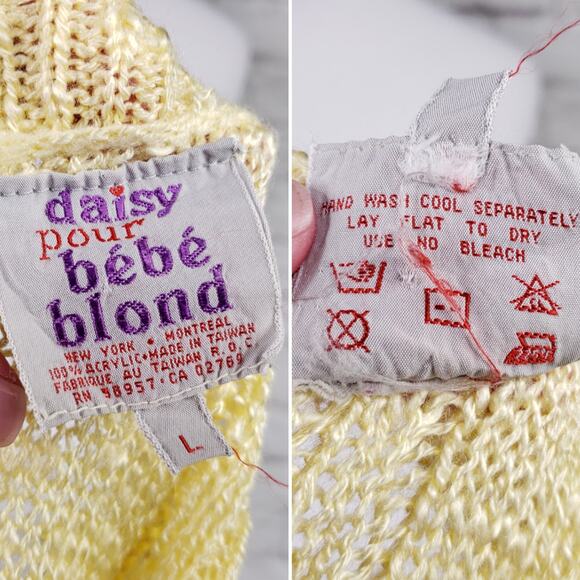 daisy
pour
bébé
blond
NEW YORK • MONTREAL
100% ACRYLIC • MADE IN TAIWAN
FABRIQUE AU TAIWAN R.O.C
RN 98957 • CA 02769
L
HAND WASH COOL SEPARATELY
LAY FLAT TO DRY
USE NO BLEACH